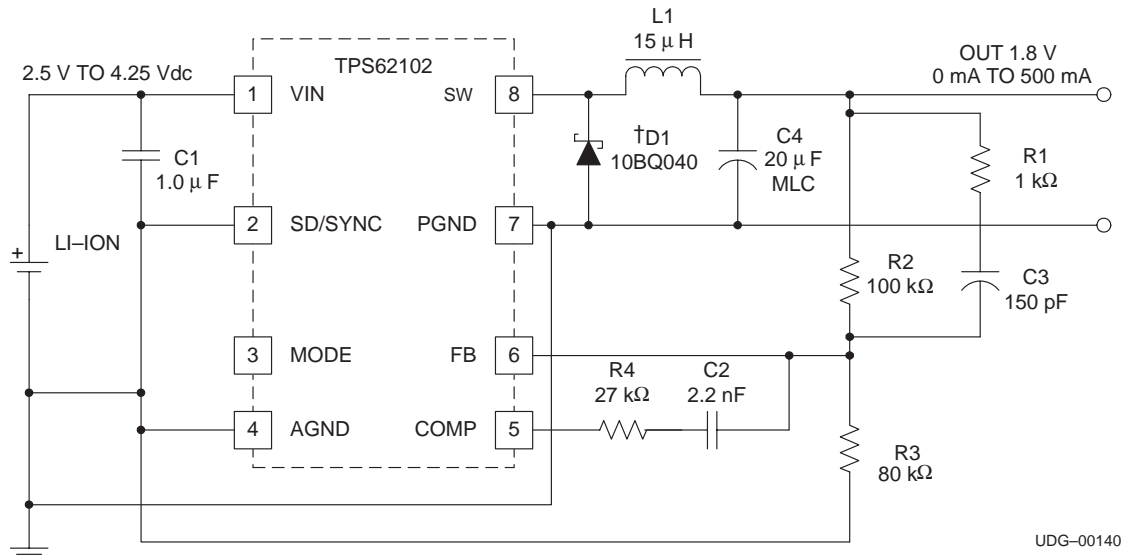 L1
15 μH
TPS62102
OUT 1.8 V
0 mA TO 500 mA
2.5 V TO 4.25 Vdc
1 VIN
SW 8
C1
1.0 μF
†D1
10BQ040
C4
20 μF
MLC
R1
1 kΩ
2 SD/SYNC
PGND 7
+
LI–ION
R2
100 kΩ
C3
150 pF
3 MODE
FB 6
R4
27 kΩ
C2
2.2 nF
4 AGND
COMP 5
R3
80 kΩ
UDG–00140